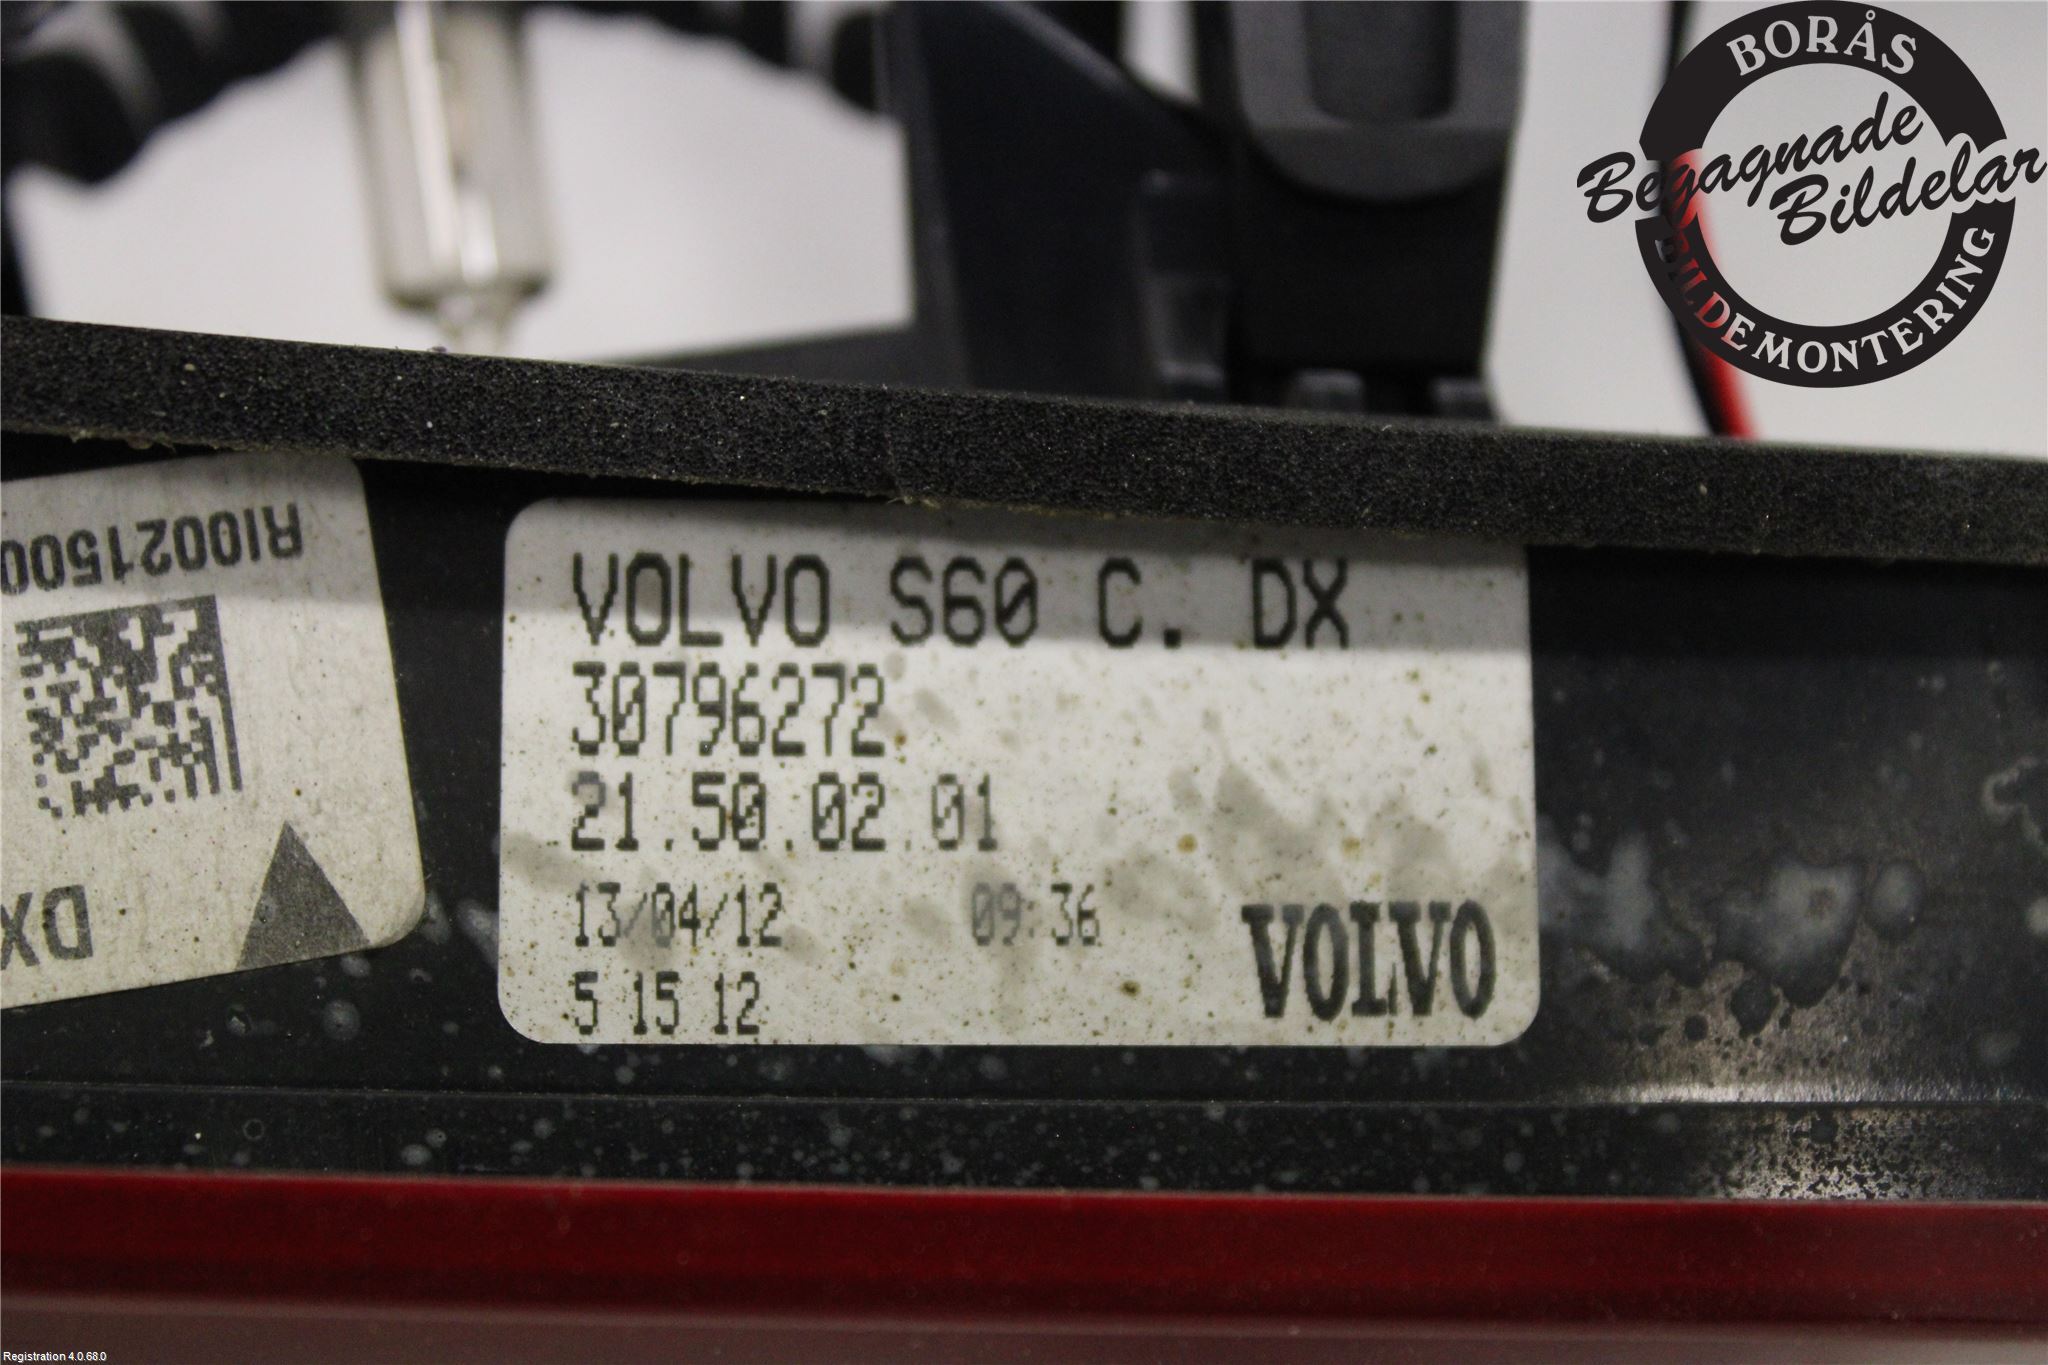 BORÅS
Begagnade
Bildelar
BILDEMONTERING
RI0021500
DX
VOLVO S60 C. DX
30796272
21.50.02.01
13/04/12 09:36
5 15 12
VOLVO
Registration 4.0.68.0